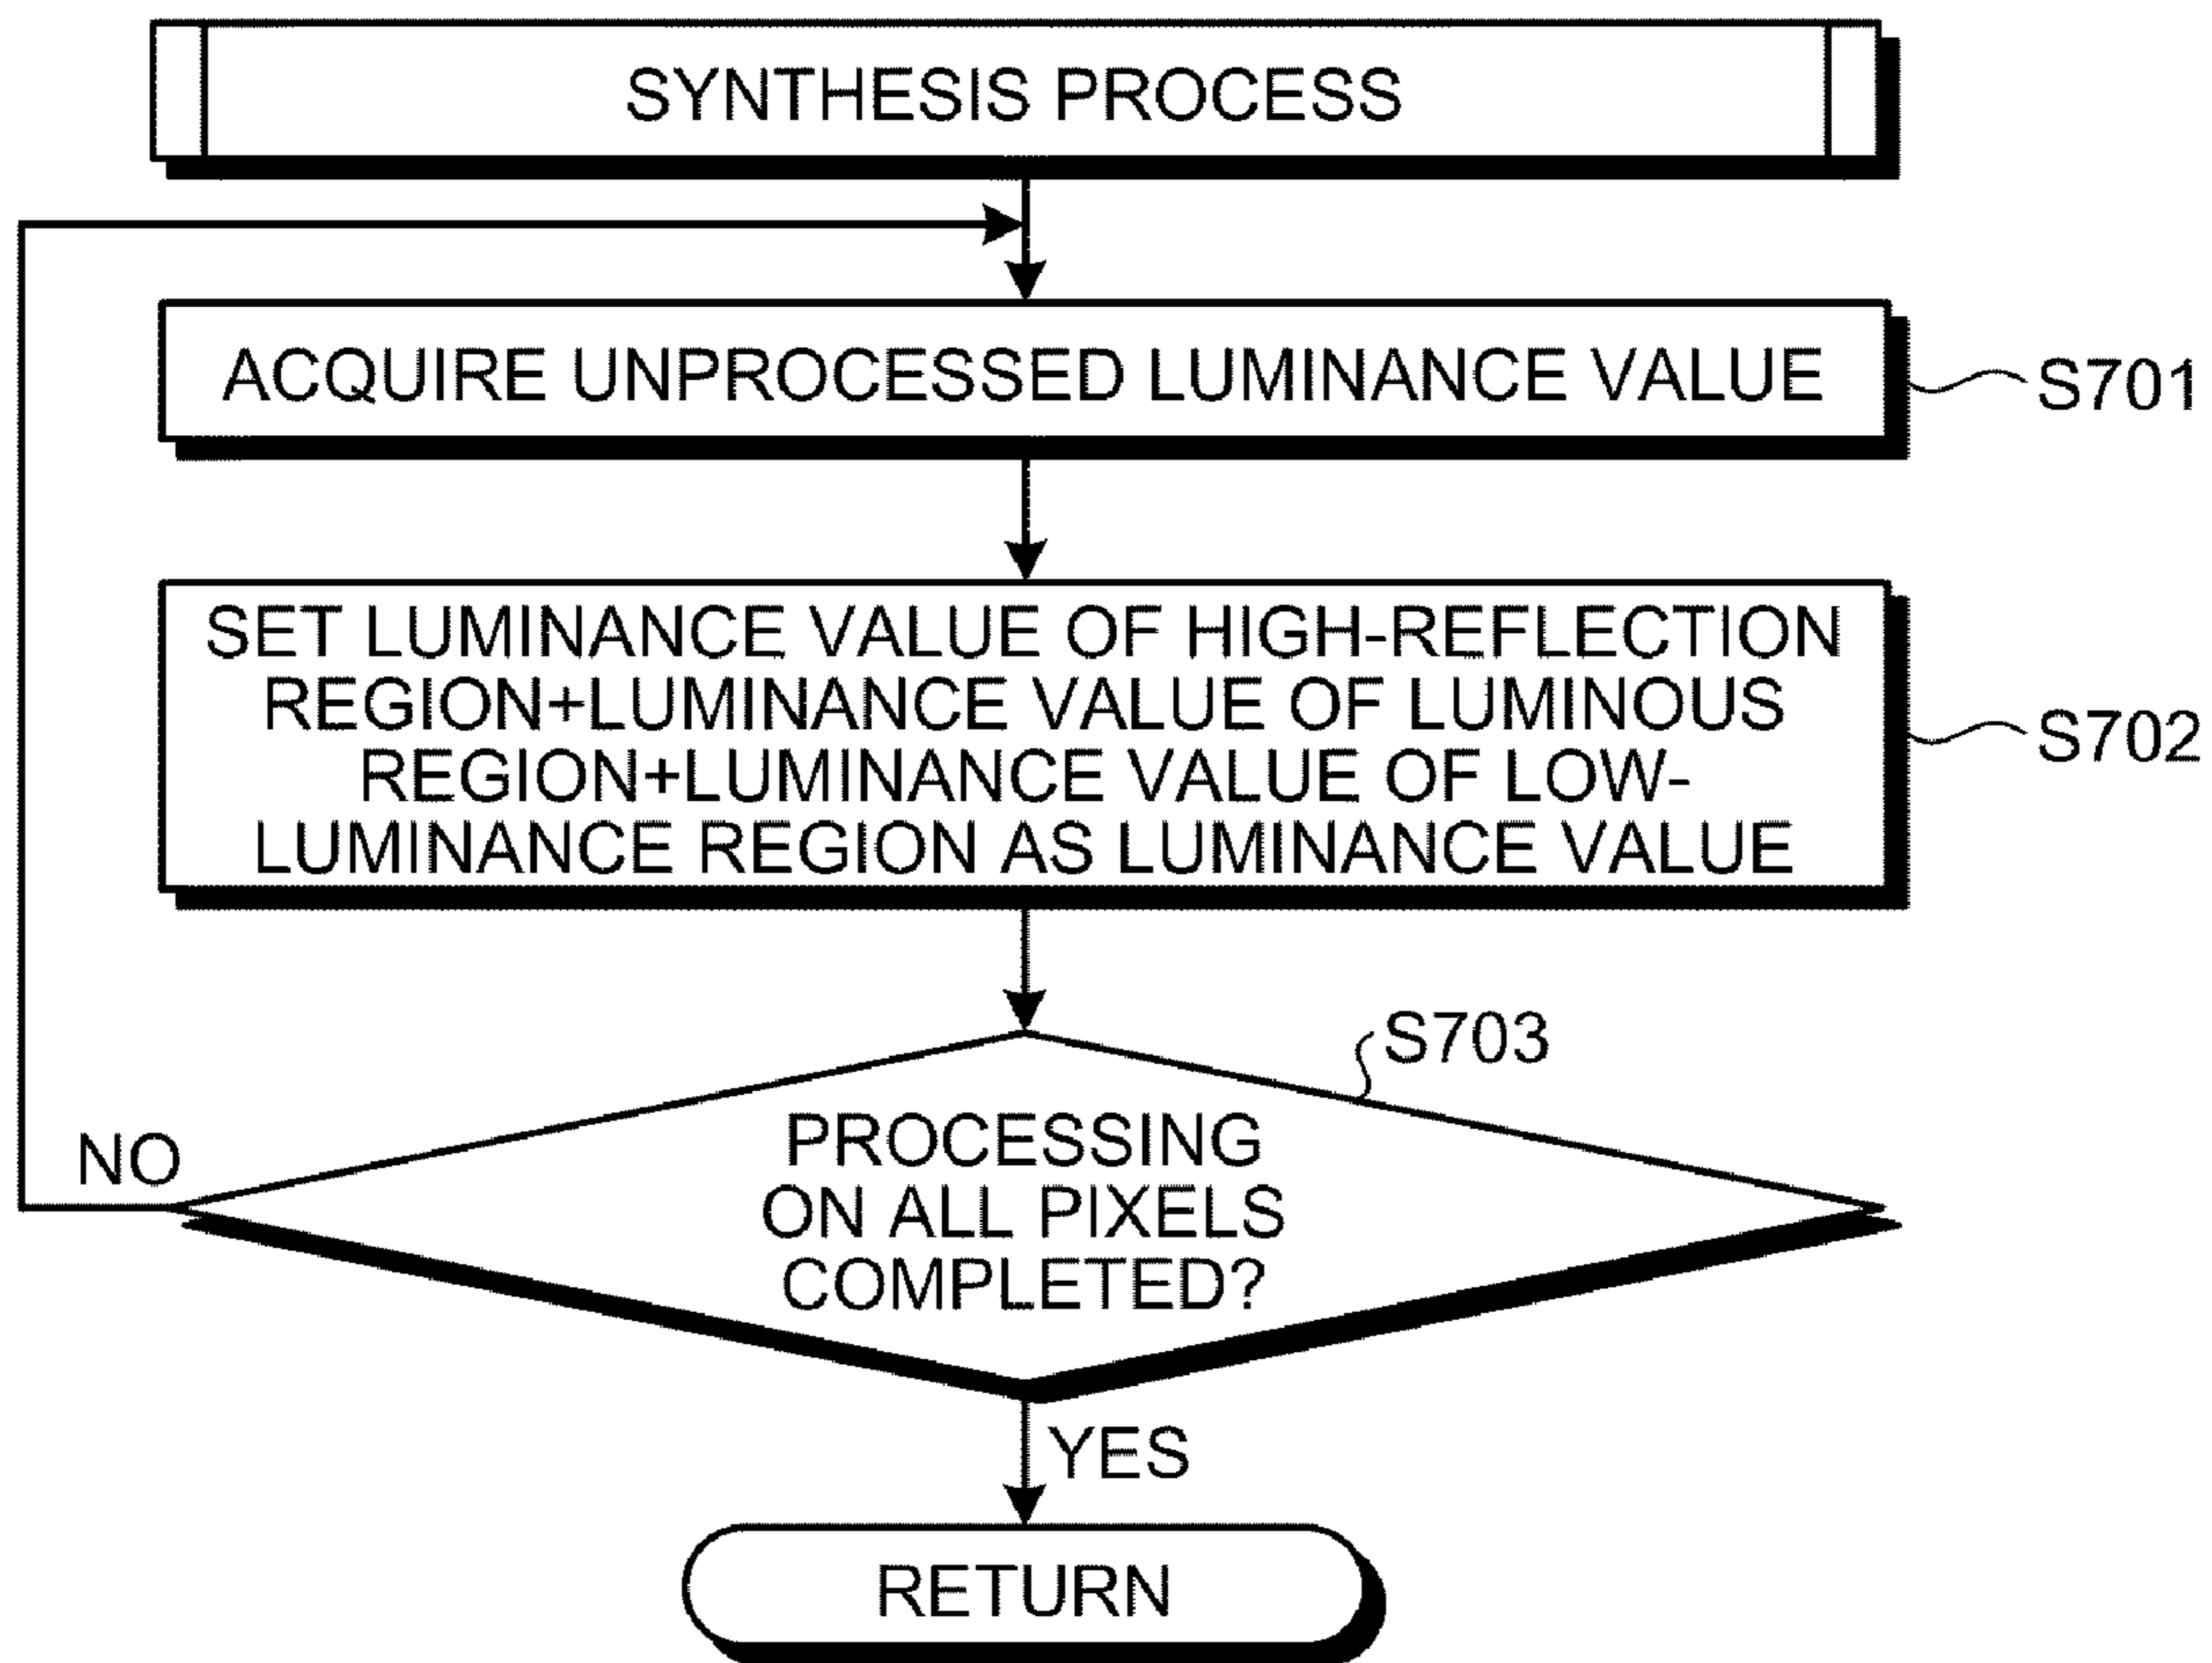 SYNTHESIS PROCESS
ACQUIRE UNPROCESSED LUMINANCE VALUE
S701
SET LUMINANCE VALUE OF HIGH-REFLECTION
REGION+LUMINANCE VALUE OF LUMINOUS
REGION+LUMINANCE VALUE OF LOW-
LUMINANCE REGION AS LUMINANCE VALUE
S702
S703
PROCESSING
ON ALL PIXELS
COMPLETED?
NO
YES
RETURN